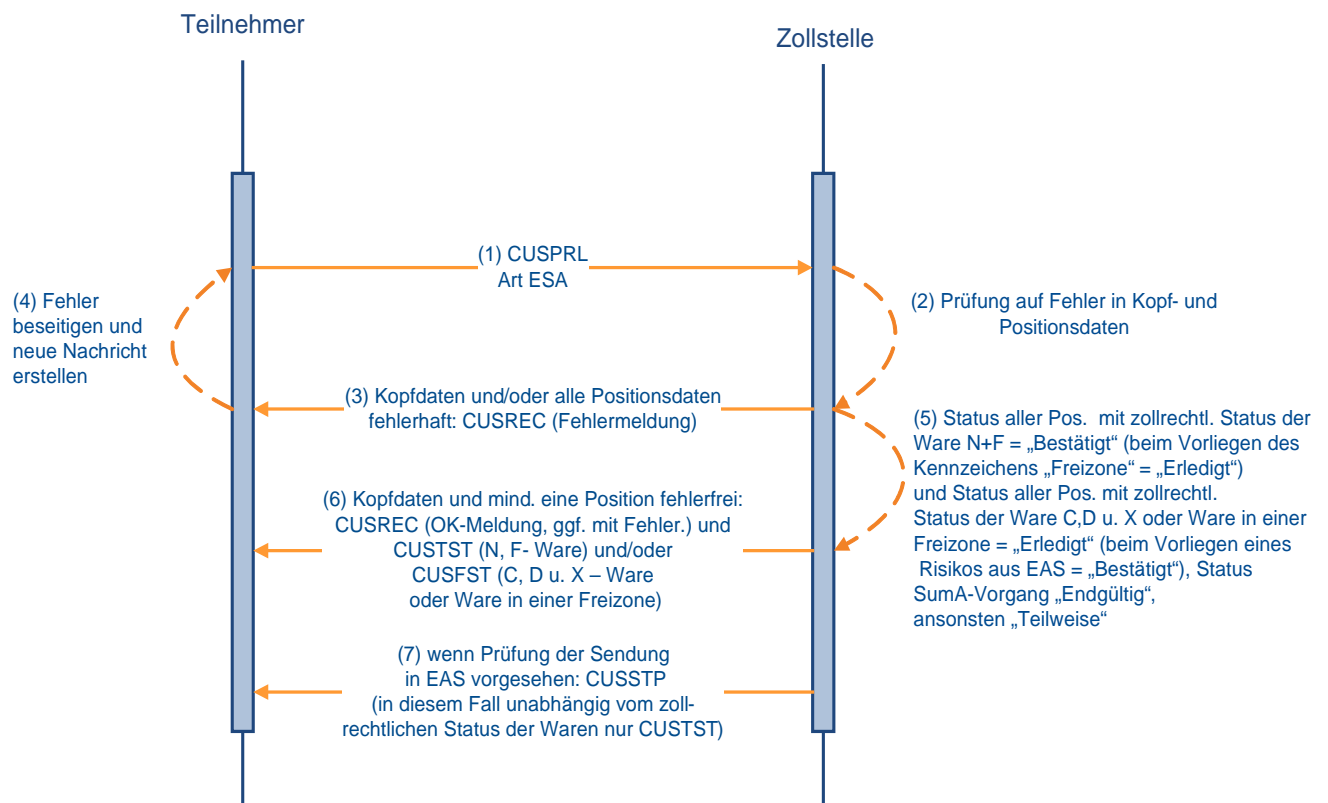 Teilnehmer
Zollstelle
(1) CUSPRL
Art ESA
(2) Prüfung auf Fehler in Kopf- und
Positionsdaten
(3) Kopfdaten und/oder alle Positionsdaten
fehlerhaft: CUSREC (Fehlermeldung)
(4) Fehler
beseitigen und
neue Nachricht
erstellen
(5) Status aller Pos. mit zollrechtl. Status der
Ware N+F = „Bestätigt“ (beim Vorliegen des
Kennzeichens „Freizone“ = „Erledigt“)
und Status aller Pos. mit zollrechtl.
Status der Ware C,D u. X oder Ware in einer
Freizone = „Erledigt“ (beim Vorliegen eines
Risikos aus EAS = „Bestätigt“), Status
SumA-Vorgang „Endgültig“,
ansonsten „Teilweise“
(6) Kopfdaten und mind. eine Position fehlerfrei:
CUSREC (OK-Meldung, ggf. mit Fehler.) und
CUSTST (N, F- Ware) und/oder
CUSFST (C, D u. X – Ware
oder Ware in einer Freizone)
(7) wenn Prüfung der Sendung
in EAS vorgesehen: CUSSTP
(in diesem Fall unabhängig vom zoll-
rechtlichen Status der Waren nur CUSTST)